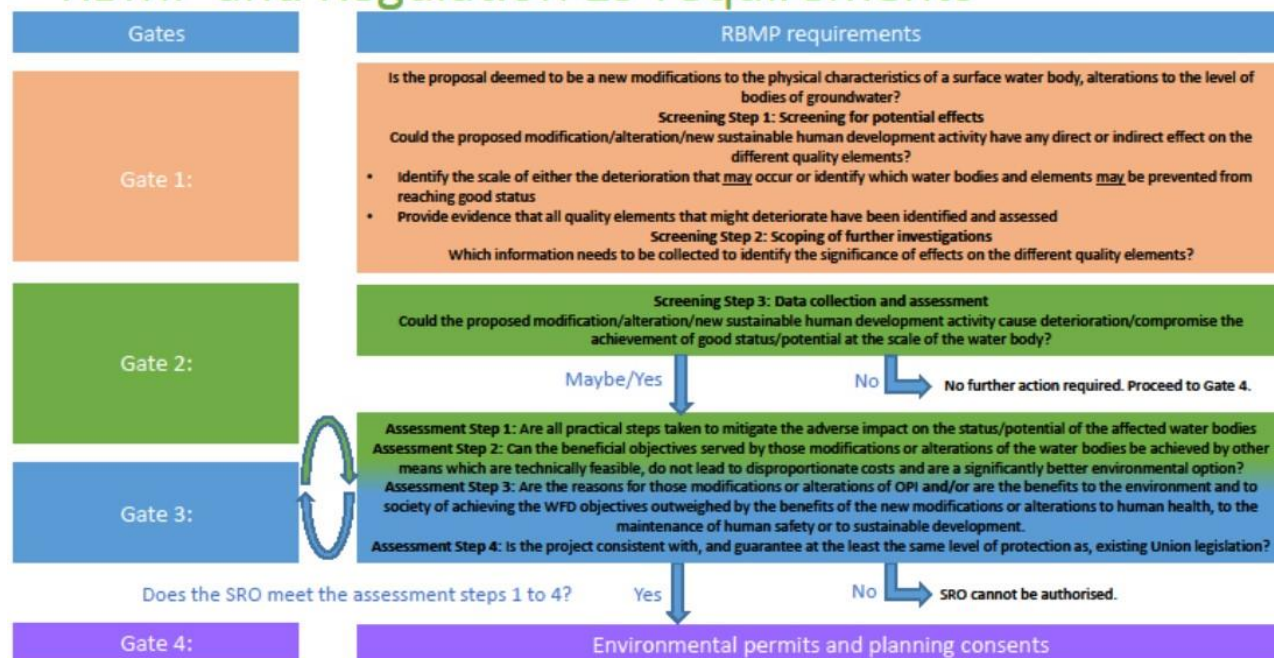 RBMP and Regulation requirements
Gates
RBMP requirements
Gate 1:
Is the proposal deemed to be a new modifications to the physical characteristics of a surface water body, alterations to the level of
bodies of groundwater?
Screening Step 1: Screening for potential effects
Could the proposed modification/alteration/new sustainable human development activity have any direct or indirect effect on the
different quality elements?
• Identify the scale of either the deterioration that may occur or identify which water bodies and elements may be prevented from
reaching good status
• Provide evidence that all quality elements that might deteriorate have been identified and assessed
Screening Step 2: Scoping of further investigations
Which information needs to be collected to identify the significance of effects on the different quality elements?
Gate 2:
Screening Step 3: Data collection and assessment
Could the proposed modification/alteration/new sustainable human development activity cause deterioration/compromise the
achievement of good status/potential at the scale of the water body?
Maybe/Yes
No
No further action required. Proceed to Gate 4.
Assessment Step 1: Are all practical steps taken to mitigate the adverse impact on the status/potential of the affected water bodies
Assessment Step 2: Can the beneficial objectives served by those modifications or alterations of the water bodies be achieved by other
means which are technically feasible, do not lead to disproportionate costs and are a significantly better environmental option?
Gate 3:
Assessment Step 3: Are the reasons for those modifications or alterations of OPI and/or are the benefits to the environment and to
society of achieving the WFD objectives outweighed by the benefits of the new modifications or alterations to human health, to the
maintenance of human safety or to sustainable development.
Assessment Step 4: Is the project consistent with, and guarantee at the least the same level of protection as, existing Union legislation?
Does the SRO meet the assessment steps 1 to 4?
Yes
No
SRO cannot be authorised.
Gate 4:
Environmental permits and planning consents